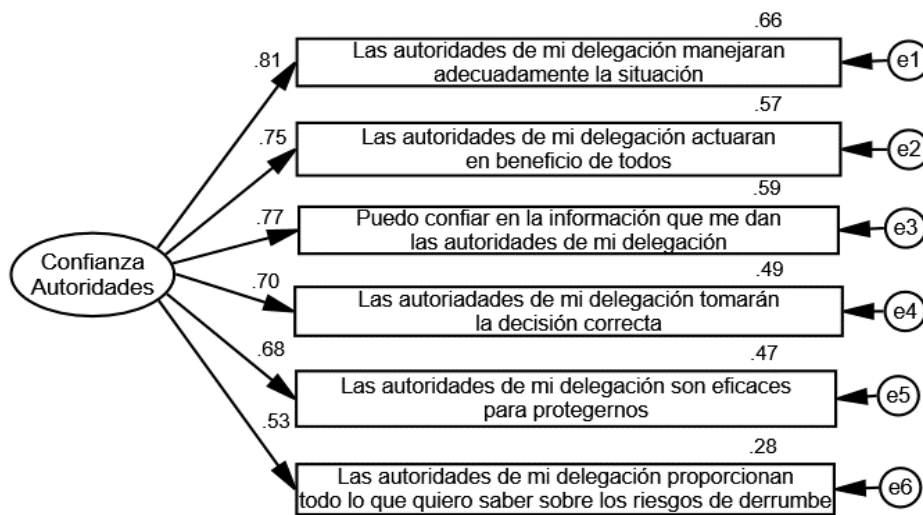 .66
.81
Las autoridades de mi delegación manejaran
adecuadamente la situación
e1
.57
.75
Las autoridades de mi delegación actuaran
en beneficio de todos
e2
.59
.77
Puedo confiar en la información que me dan
las autoridades de mi delegación
e3
Confianza
Autoridades
.49
.70
Las autoriadades de mi delegación tomarán
la decisión correcta
e4
.47
.68
Las autoridades de mi delegación son eficaces
para protegernos
e5
.28
.53
Las autoridades de mi delegación proporcionan
todo lo que quiero saber sobre los riesgos de derrumbe
e6